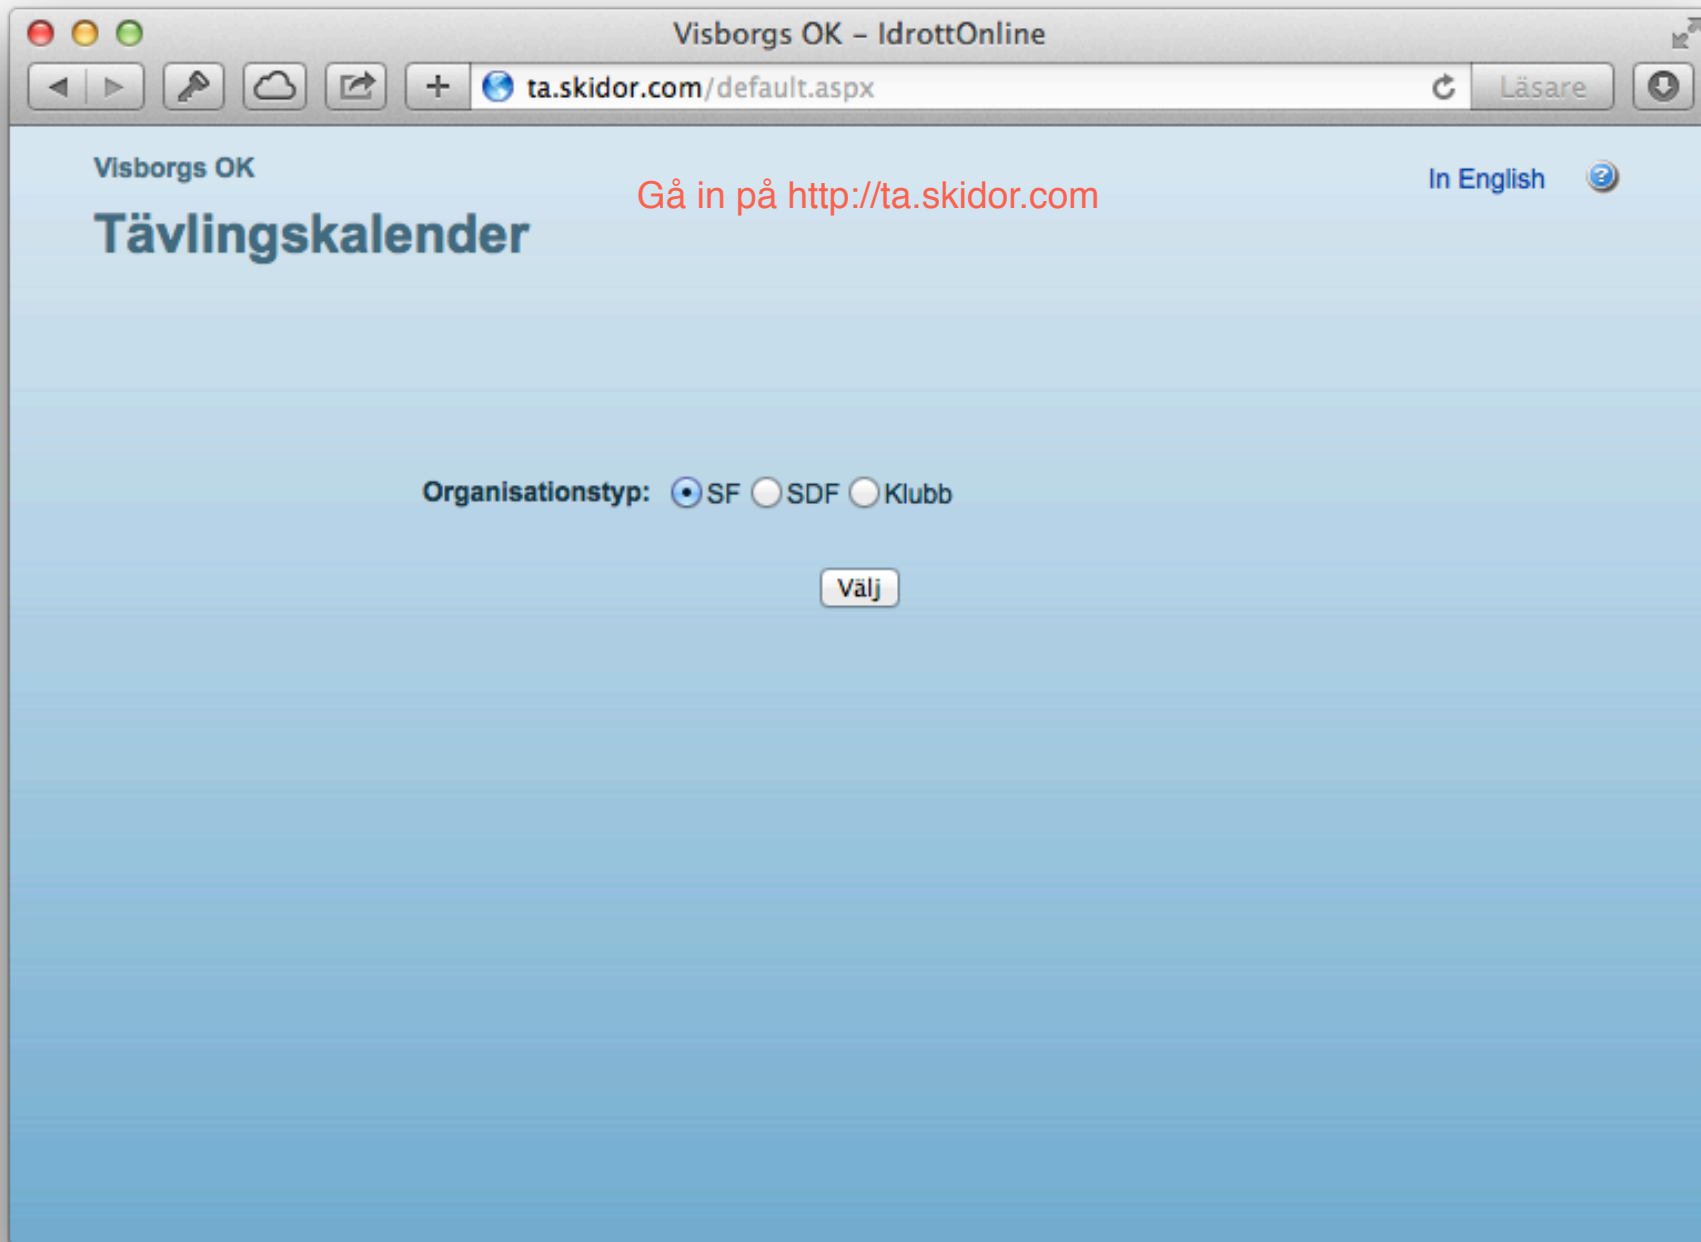 Visborgs OK – IdrottOnline
ta.skidor.com/default.aspx
Läsare
Visborgs OK
In English
Gå in på http://ta.skidor.com
Tävlingskalender
Organisationstyp: SF SDF Klubb
Välj